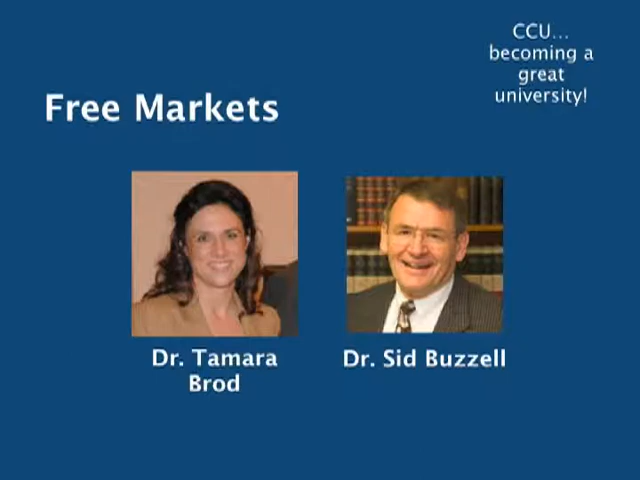 CCU...
becoming a
great
university!
Free Markets
Dr. Tamara
Brod
Dr. Sid Buzzell